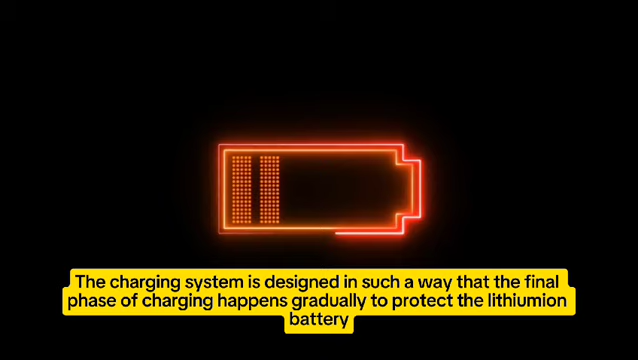 The charging system is designed in such a way that the final
phase of charging happens gradually to protect the lithiumion
battery